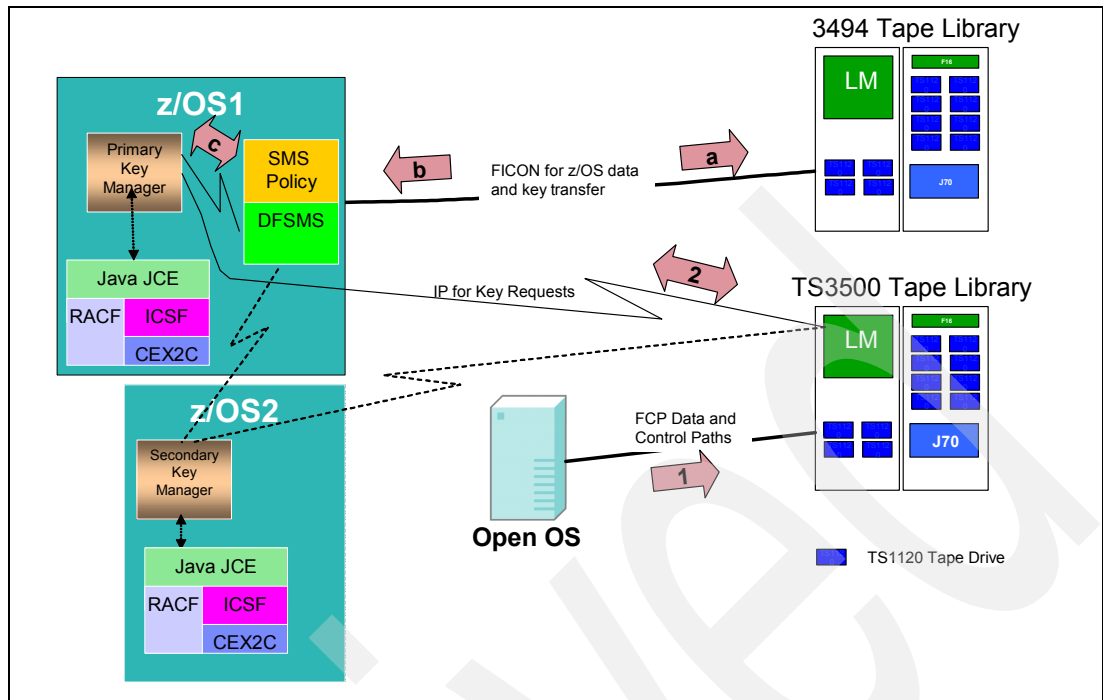 3494 Tape Library
z/OS1
Primary
Key
Manager
c
SMS
Policy
DFSMS
b
a
FICON for z/OS data
and key transfer
LM
F16
J70
Java JCE
RACF
ICSF
CEX2C
2
IP for Key Requests
TS3500 Tape Library
LM
F16
J70
z/OS2
Secondary
Key
Manager
Java JCE
RACF
ICSF
CEX2C
FCP Data and
Control Paths
1
Open OS
TS1120 Tape Drive